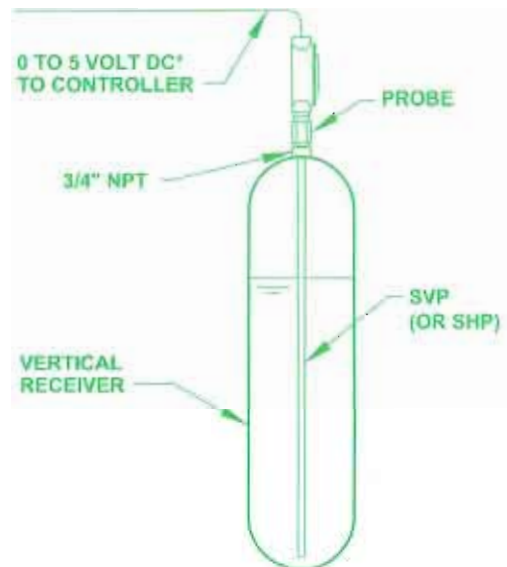 0 TO 5 VOLT DC*
TO CONTROLLER
PROBE
3/4" NPT
SVP
(OR SHP)
VERTICAL
RECEIVER